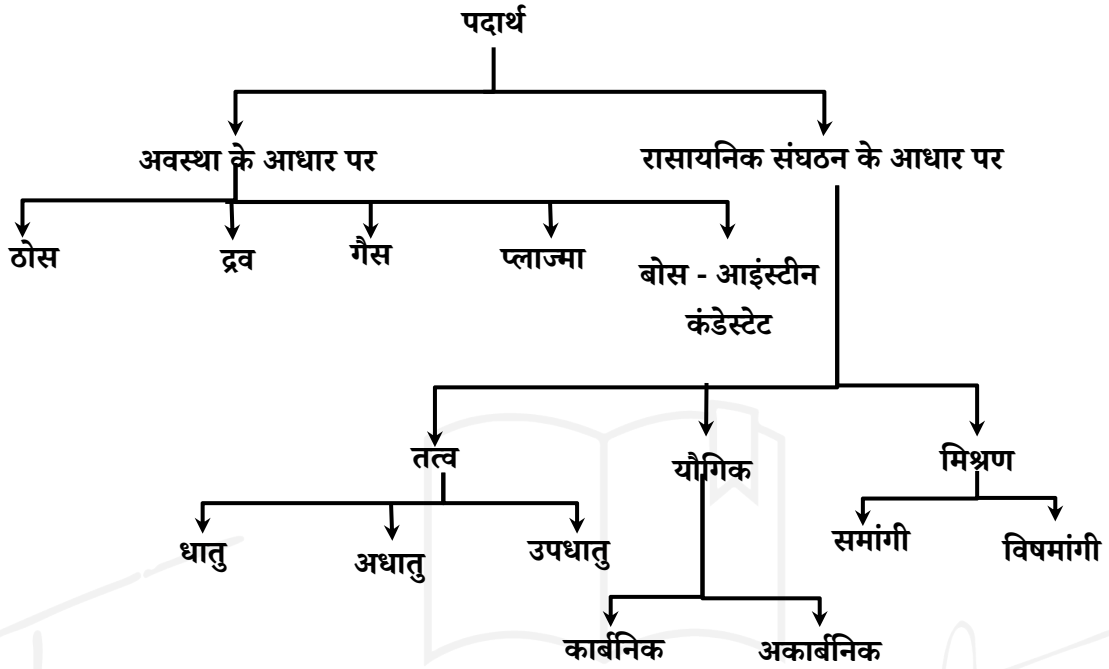 पदार्थ
अवस्था के आधार पर
रासायनिक संघठन के आधार पर
ठोस
द्रव
गैस
प्लाज्मा
बोस - आइंस्टीन
कंडेस्टेट
तत्व
यौगिक
मिश्रण
धातु
अधातु
उपधातु
समांगी
विषमांगी
कार्बनिक
अकार्बनिक